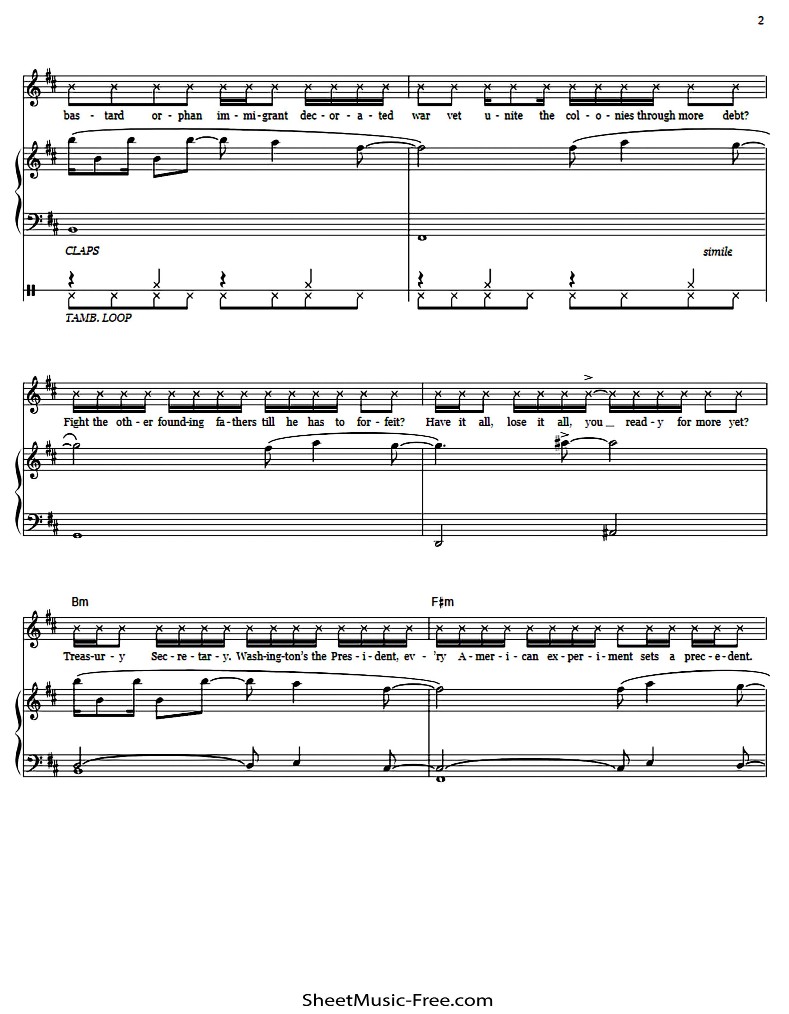 2
bas - tard or - phan im - mi - grant dec - or - a - ted war vet u - nite the col - o - nies through more debt?
CLAPS simile
TAMB. LOOP
Fight the oth - er found-ing fa - thers till he has to for - feit? Have it all, lose it all, you__ read - y for more yet?
Bm F#m
Treas - ur - y Sec - re - tar - y. Wash-ing-ton's the Pres - i - dent, ev - 'ry A - mer - i - can ex - per - i - ment sets a prec - e - dent.
SheetMusic-Free.com